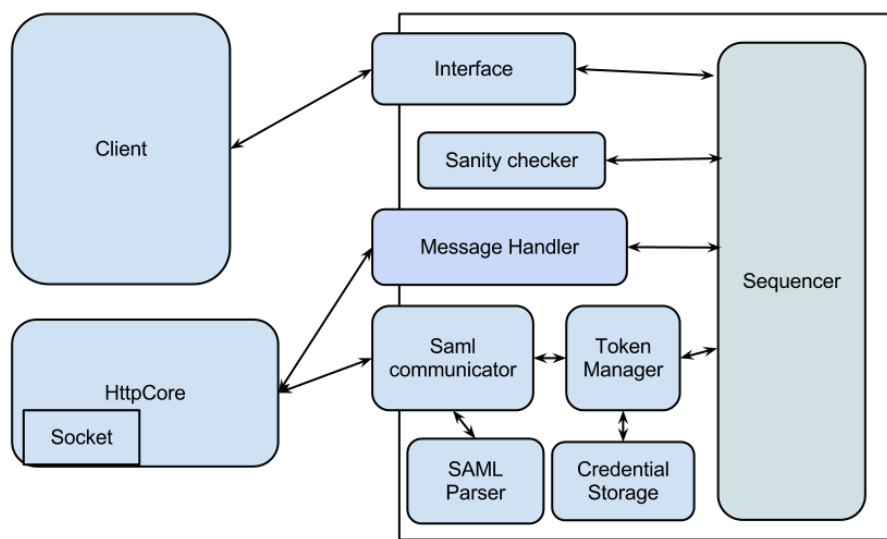 Interface
Client
Sanity checker
Message Handler
Sequencer
Saml
communicator
Token
Manager
HttpCore
Socket
SAML
Parser
Credential
Storage